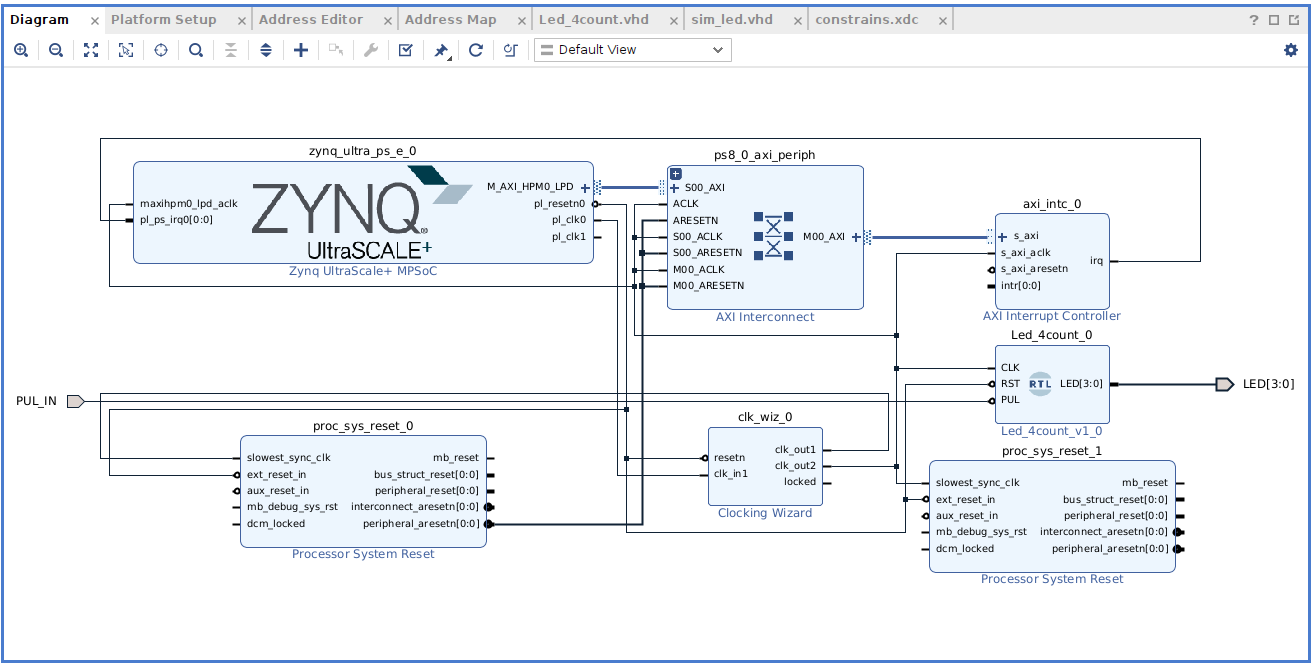 Diagram × Platform Setup × Address Editor × Address Map × Led_4count.vhd × sim_led.vhd × constrains.xdc ×
Default View
zynq_ultra_ps_e_0
maxihpm0_lpd_aclk
pl_ps_irq0[0:0]
ZYNQ®
UltraSCALE+
M_AXI_HPM0_LPD
pl_resetn0
pl_clk0
pl_clk1
Zynq UltraScale+ MPSoC
ps8_0_axi_periph
S00_AXI
ACLK
ARESETN
S00_ACLK
S00_ARESETN
M00_ACLK
M00_ARESETN
M00_AXI
AXI Interconnect
axi_intc_0
s_axi
s_axi_aclk
s_axi_aresetn
intr[0:0]
irq
AXI Interrupt Controller
Led_4count_0
CLK
RST
PUL
RTL
LED[3:0]
Led_4count_v1_0
LED[3:0]
PUL_IN
proc_sys_reset_0
slowest_sync_clk
ext_reset_in
aux_reset_in
mb_debug_sys_rst
dcm_locked
mb_reset
bus_struct_reset[0:0]
peripheral_reset[0:0]
interconnect_aresetn[0:0]
peripheral_aresetn[0:0]
Processor System Reset
clk_wiz_0
resetn
clk_in1
clk_out1
clk_out2
locked
Clocking Wizard
proc_sys_reset_1
slowest_sync_clk
ext_reset_in
aux_reset_in
mb_debug_sys_rst
dcm_locked
mb_reset
bus_struct_reset[0:0]
peripheral_reset[0:0]
interconnect_aresetn[0:0]
peripheral_aresetn[0:0]
Processor System Reset